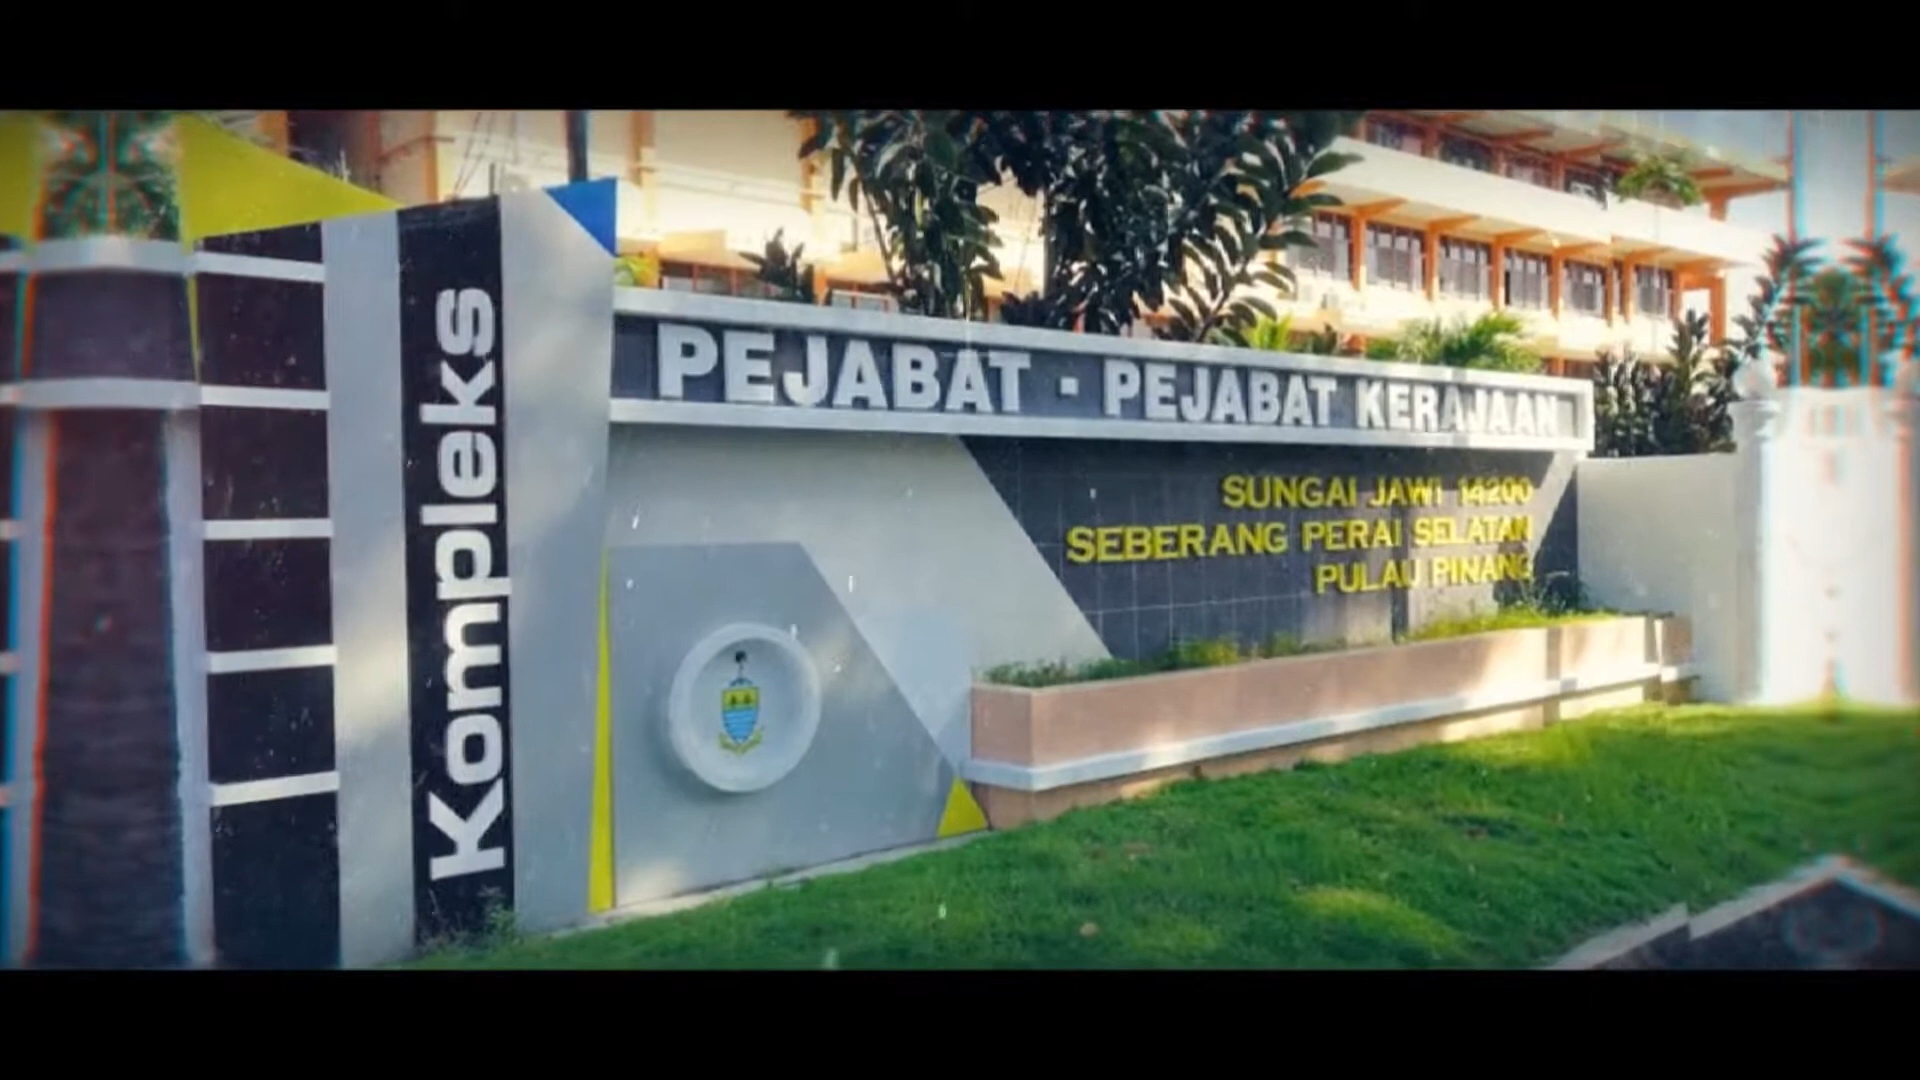 Kompleks
PEJABAT - PEJABAT KERAJAAN
SUNGAI JAWI 14200
SEBERANG PERAI SELATAN
PULAU PINANG